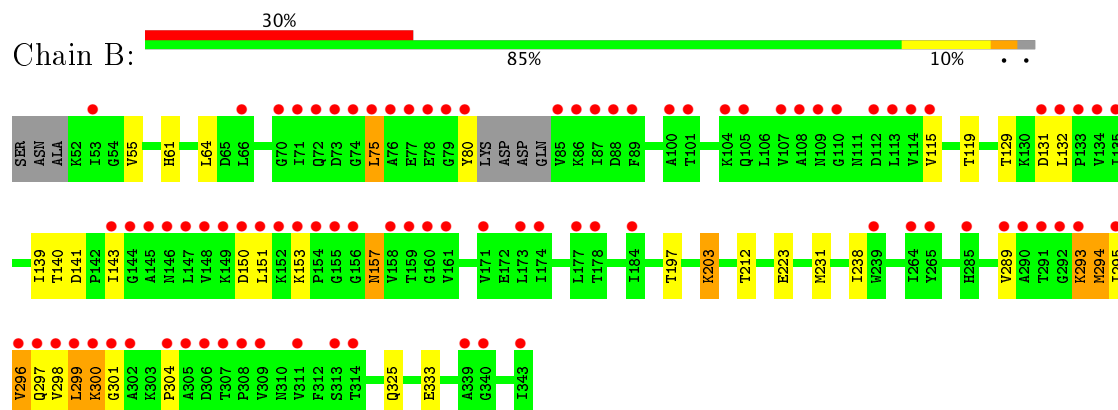 30%
Chain B:
85%
10%
SER ASN ALA K52 I53 G54 V55 H61 L64 D65 L66 G70 I71 Q72 D73 G74 L75 A76 E77 E78 G79 Y80 LYS ASP ASP GLN V85 K86 I87 D88 F89 A100 T101 K104 Q105 L106 V107 A108 N109 G110 D112 L113 V114 V115 T119 T129 K130 D131 L132 P133 V134 I135
I139 T140 D141 P142 I143 G144 A145 N146 L147 V148 K149 D150 L151 K152 K153 P154 G155 G156 N157 V158 T159 G160 V161 V171 E172 L173 I174 L177 T178 I184 T197 K203 T212 E223 M231 I238 W239 I264 Y265 H285 V289 A290 T291 G292 K293 M294 I295
V296 Q297 V298 L299 K300 G301 A302 K303 P304 A305 D306 T307 P308 V309 N310 V311 F312 S313 T314 Q325 E333 A339 G340 I343